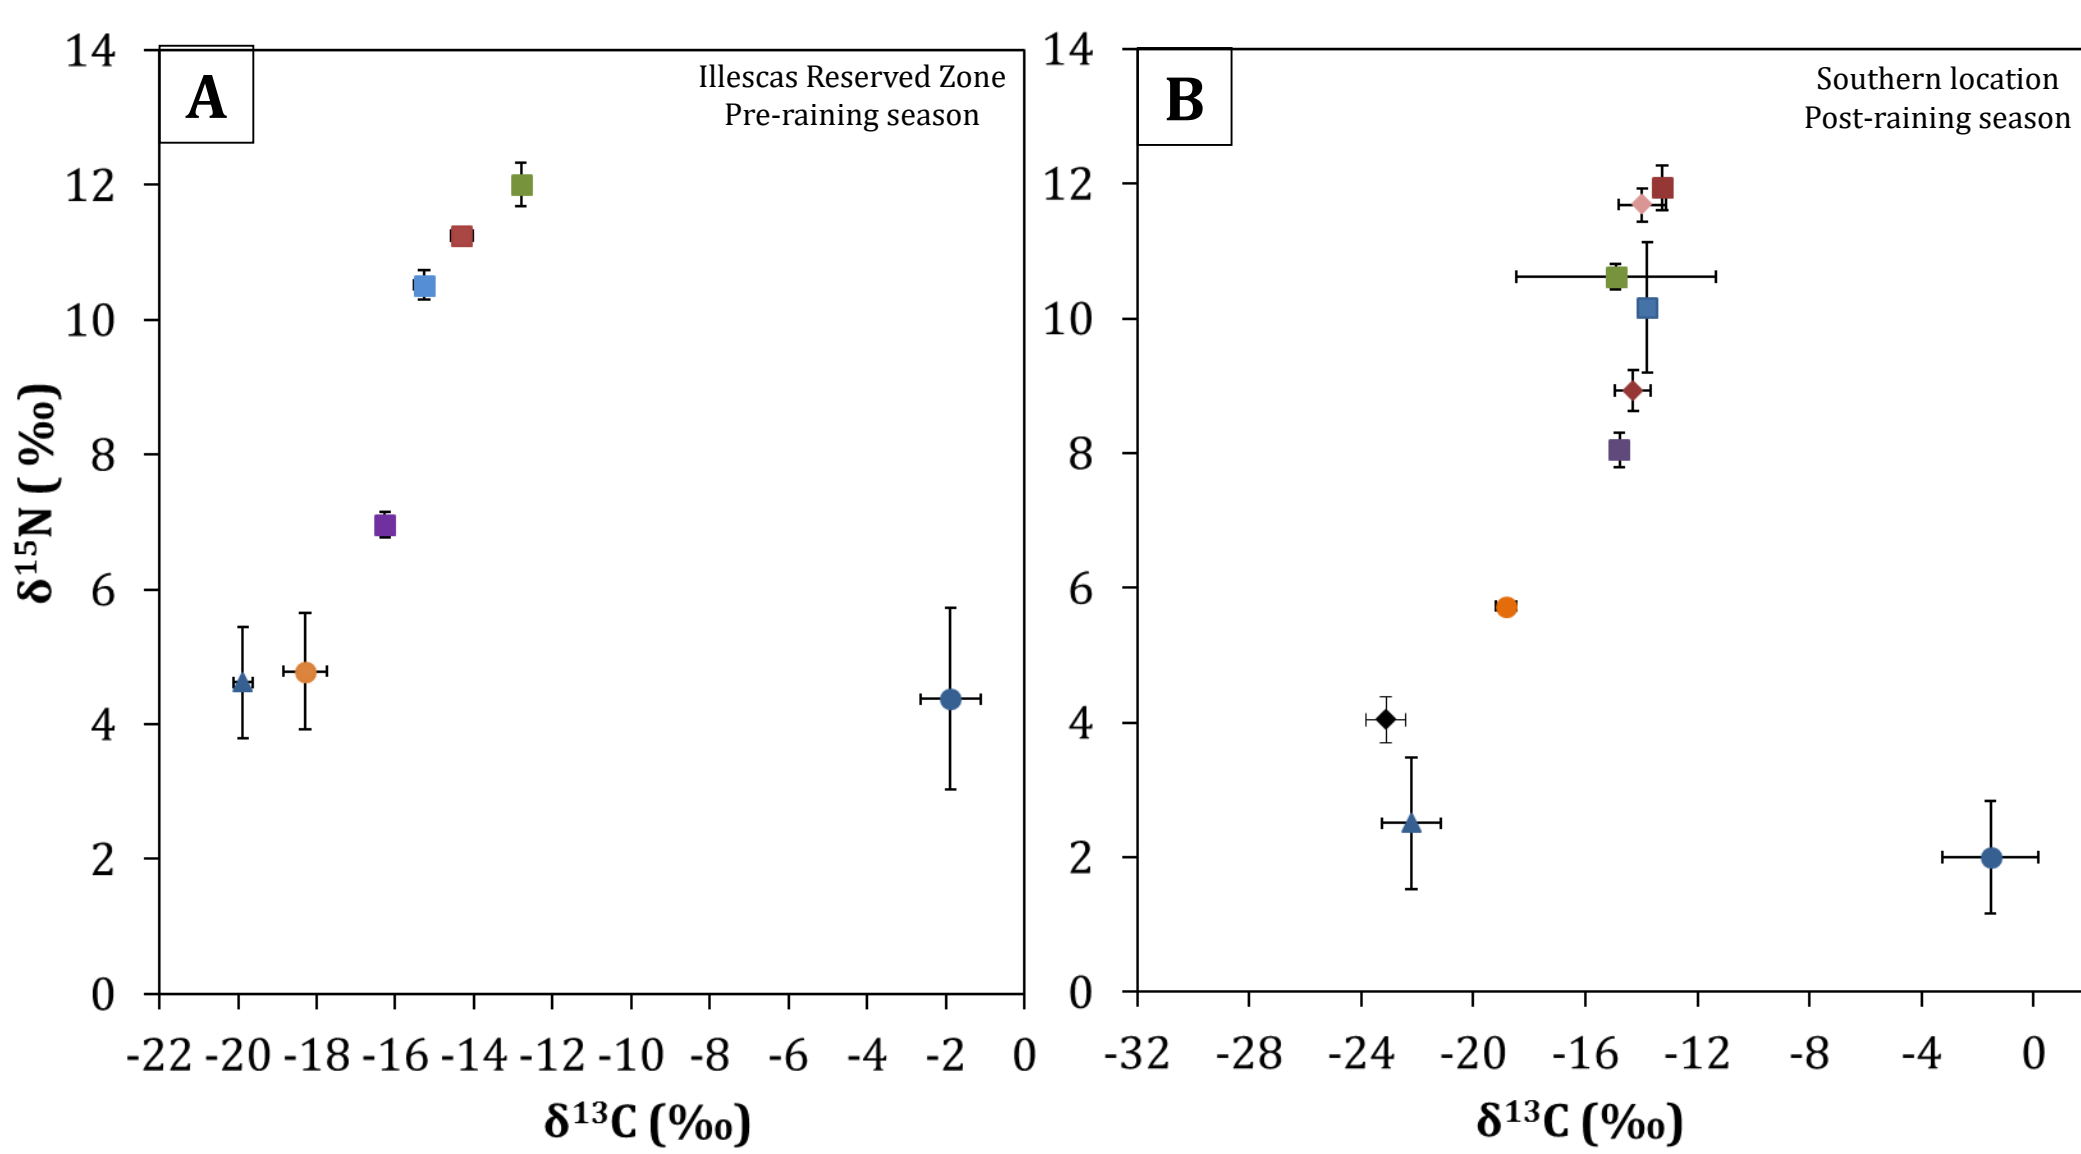 A
Illescas Reserved Zone
Pre-raining season
14
12
10
8
6
4
2
0
δ¹⁵N ( ‰)
-22 -20 -18 -16 -14 -12 -10 -8 -6 -4 -2 0
δ¹³C (‰)
B
Southern location
Post-raining season
14
12
10
8
6
4
2
0
-32 -28 -24 -20 -16 -12 -8 -4 0
δ¹³C (‰)